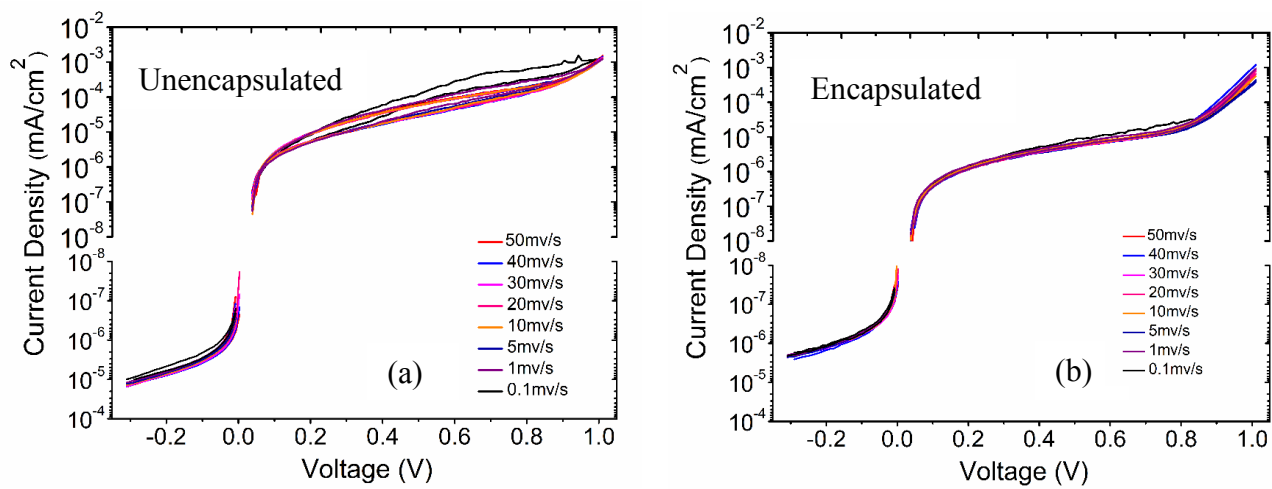 10-2
10-3
10-4
10-5
10-6
10-7
10-8
10-8
10-7
10-6
10-5
10-4
Current Density (mA/cm2)
Unencapsulated
50mv/s
40mv/s
30mv/s
20mv/s
10mv/s
5mv/s
1mv/s
0.1mv/s
(a)
-0.2 0.0 0.2 0.4 0.6 0.8 1.0
Voltage (V)
10-2
10-3
10-4
10-5
10-6
10-7
10-8
10-8
10-7
10-6
10-5
10-4
Current Density (mA/cm2)
Encapsulated
50mv/s
40mv/s
30mv/s
20mv/s
10mv/s
5mv/s
1mv/s
0.1mv/s
(b)
-0.2 0.0 0.2 0.4 0.6 0.8 1.0
Voltage (V)